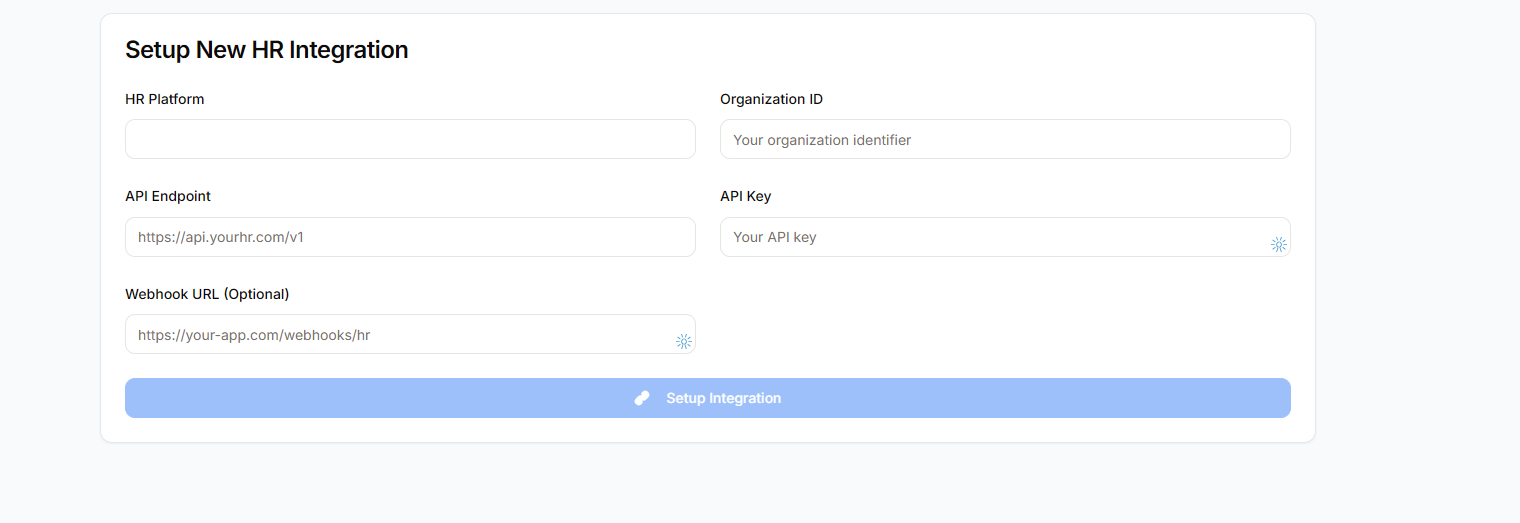 Setup New HR Integration
HR Platform
Organization ID
Your organization identifier
API Endpoint
API Key
https://api.yourhr.com/v1
Your API key
Webhook URL (Optional)
https://your-app.com/webhooks/hr
Setup Integration